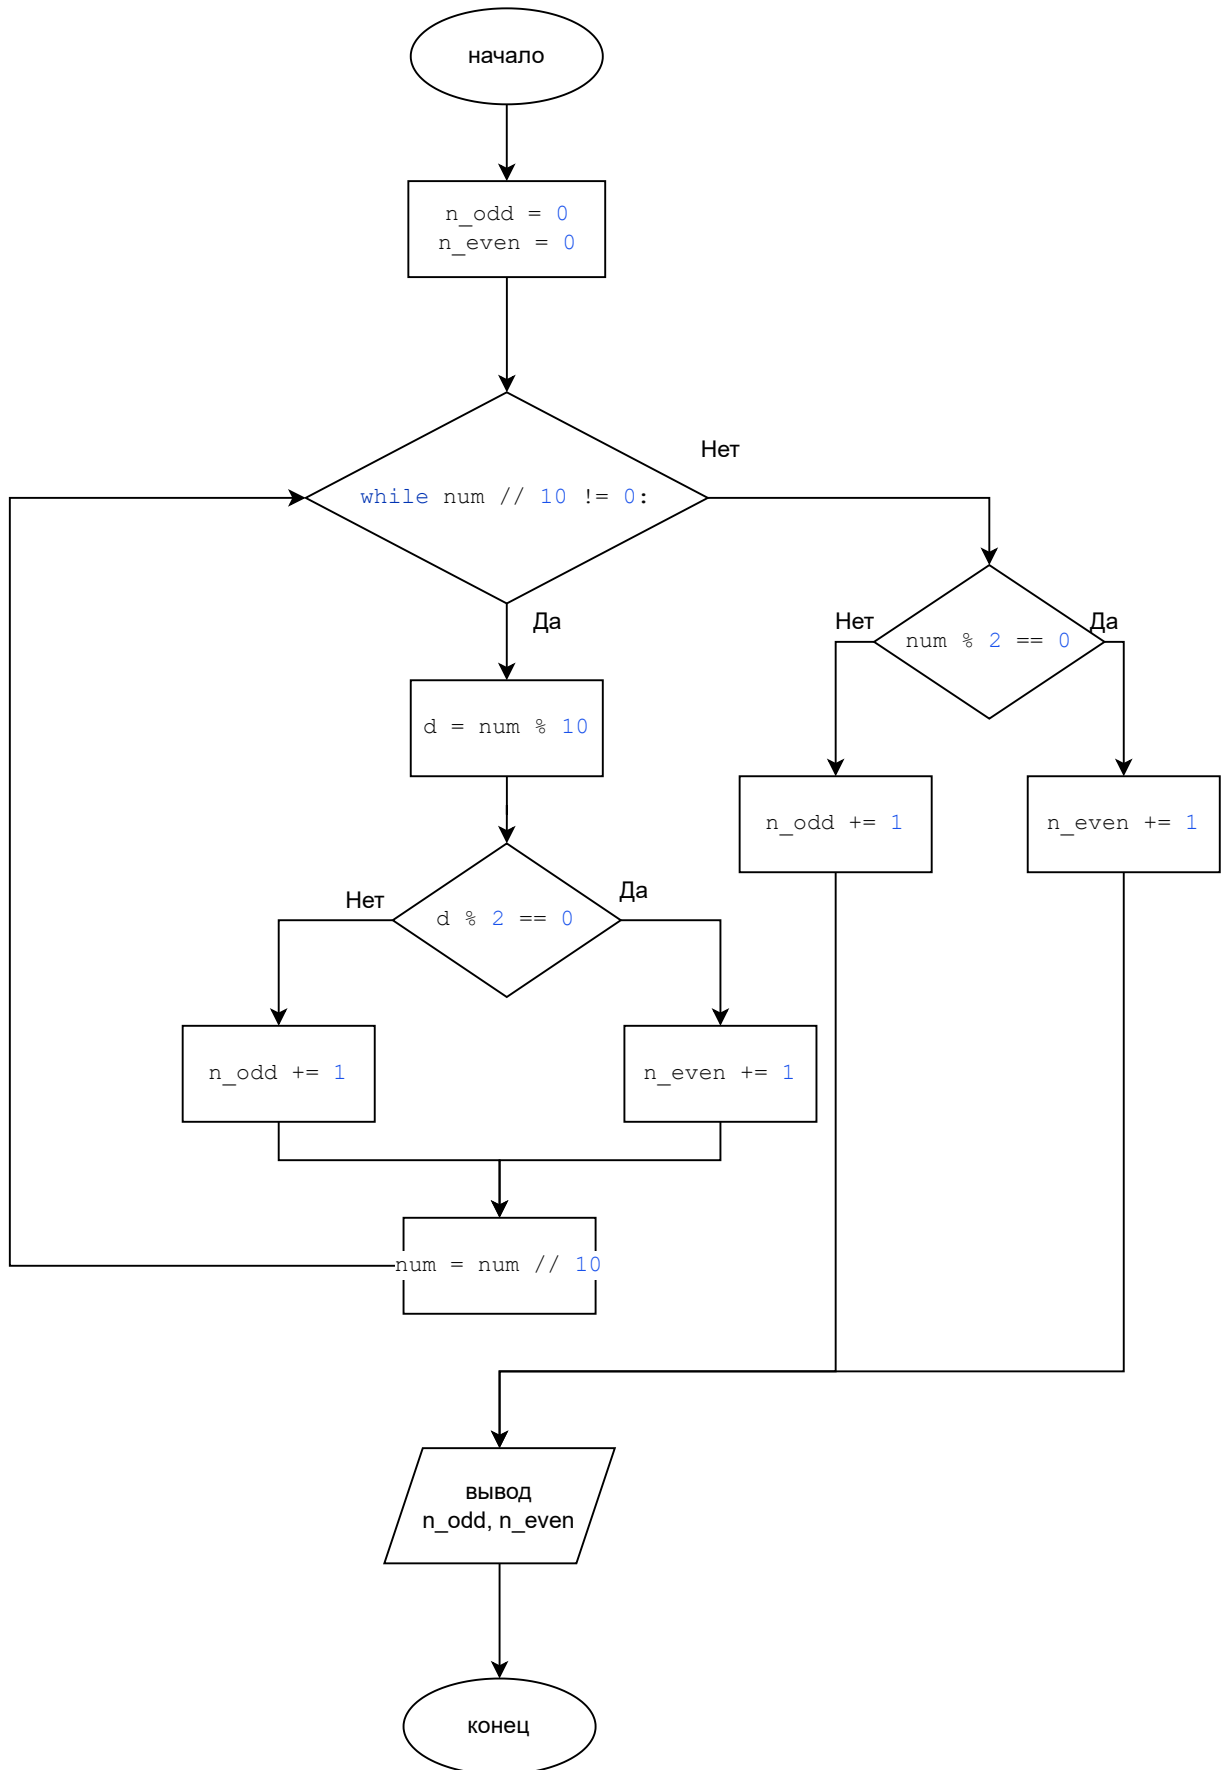 начало
n_odd = 0
n_even = 0
Нет
while num // 10 != 0:
Да
Нет
Да
num % 2 == 0
d = num % 10
n_odd += 1
n_even += 1
Нет
Да
d % 2 == 0
n_odd += 1
n_even += 1
num = num // 10
вывод
n_odd, n_even
конец